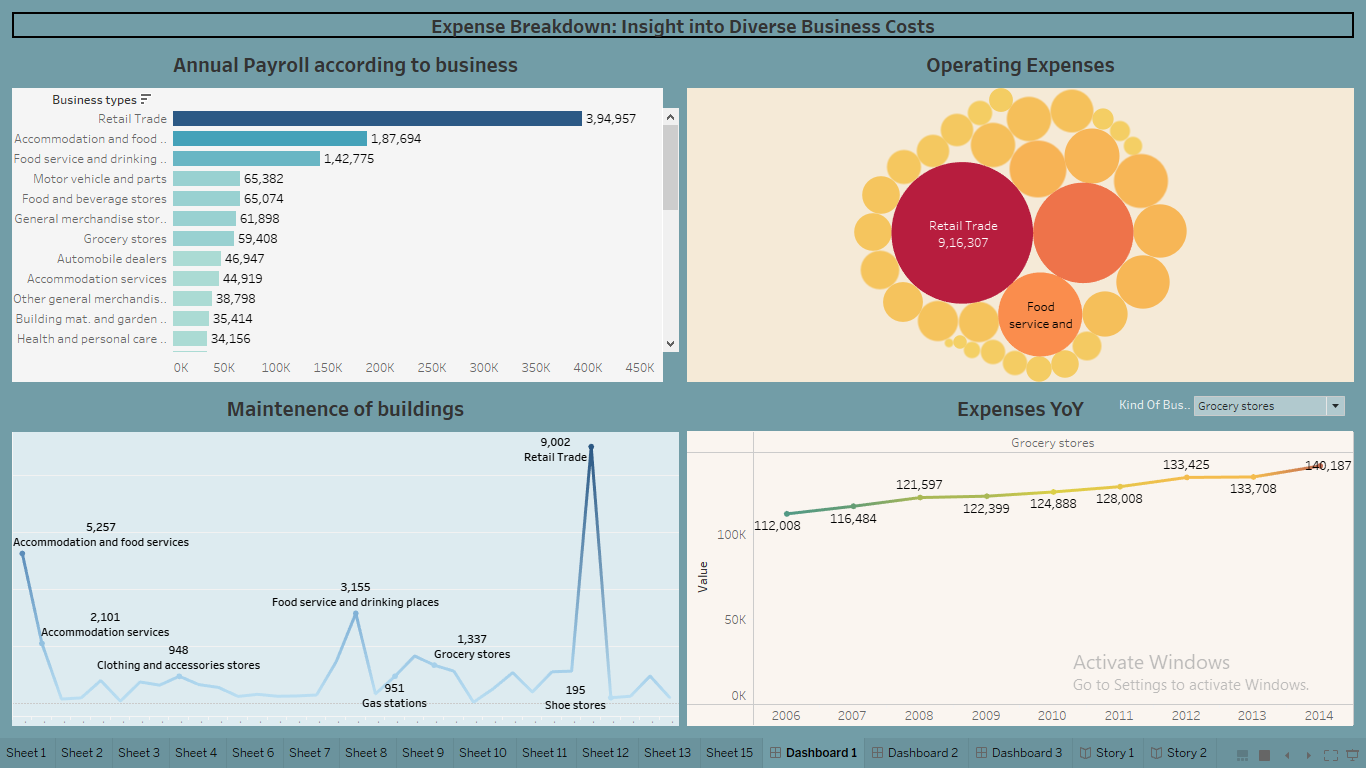 Expense Breakdown: Insight into Diverse Business Costs
Annual Payroll according to business
Business types
Retail Trade 3,94,957
Accommodation and food .. 1,87,694
Food service and drinking .. 1,42,775
Motor vehicle and parts 65,382
Food and beverage stores 65,074
General merchandise stor.. 61,898
Grocery stores 59,408
Automobile dealers 46,947
Accommodation services 44,919
Other general merchandis.. 38,798
Building mat. and garden .. 35,414
Health and personal care .. 34,156
0K 50K 100K 150K 200K 250K 300K 350K 400K 450K
Operating Expenses
Retail Trade
9,16,307
Food
service and
Maintenence of buildings
9,002
Retail Trade
5,257
Accommodation and food services
3,155
Food service and drinking places
2,101
Accommodation services
948
Clothing and accessories stores
1,337
Grocery stores
951
Gas stations
195
Shoe stores
Expenses YoY
Kind Of Bus.. Grocery stores
Grocery stores
Value
100K
50K
0K
112,008
116,484
121,597
122,399
124,888
128,008
133,425
133,708
140,187
2006 2007 2008 2009 2010 2011 2012 2013 2014
Activate Windows
Go to Settings to activate Windows.
Sheet 1 Sheet 2 Sheet 3 Sheet 4 Sheet 6 Sheet 7 Sheet 8 Sheet 9 Sheet 10 Sheet 11 Sheet 12 Sheet 13 Sheet 15 Dashboard 1 Dashboard 2 Dashboard 3 Story 1 Story 2